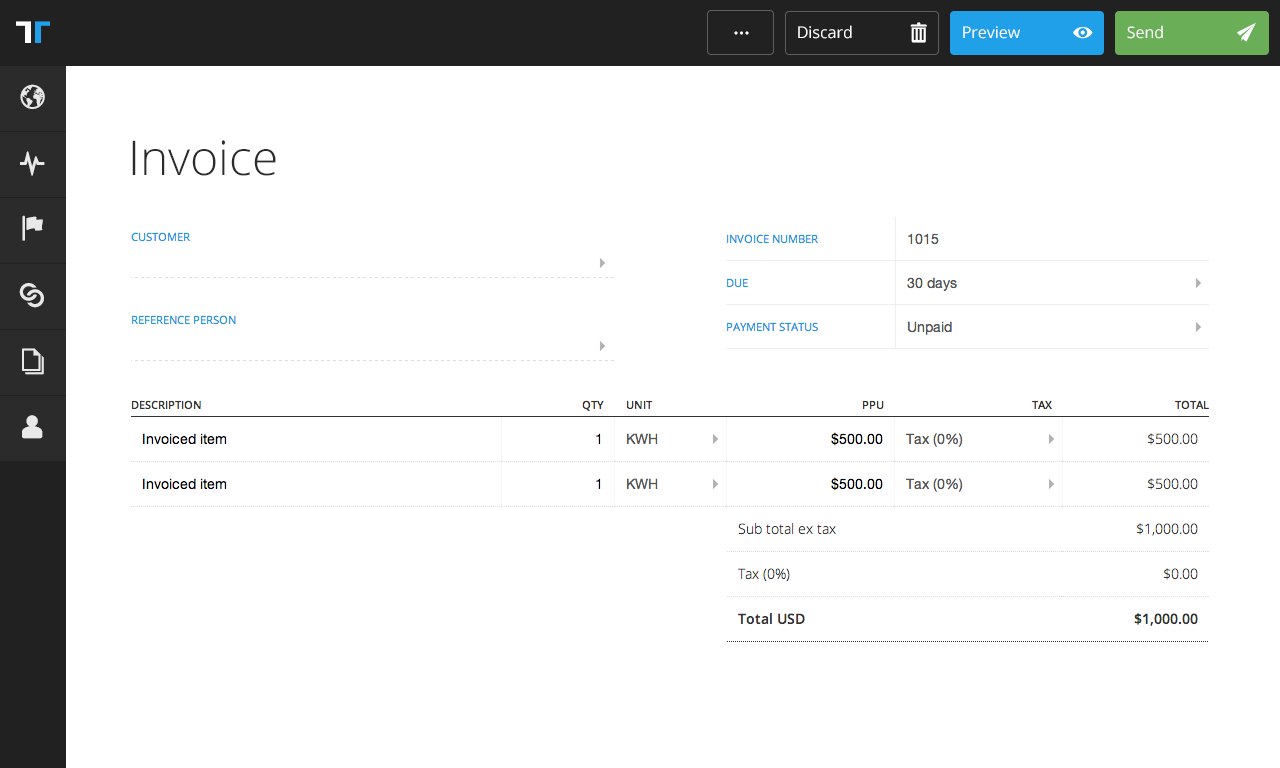 ... Discard Preview Send
Invoice
CUSTOMER
INVOICE NUMBER 1015
DUE 30 days
REFERENCE PERSON
PAYMENT STATUS Unpaid
DESCRIPTION QTY UNIT PPU TAX TOTAL
Invoiced item 1 KWH $500.00 Tax (0%) $500.00
Invoiced item 1 KWH $500.00 Tax (0%) $500.00
Sub total ex tax $1,000.00
Tax (0%) $0.00
Total USD $1,000.00